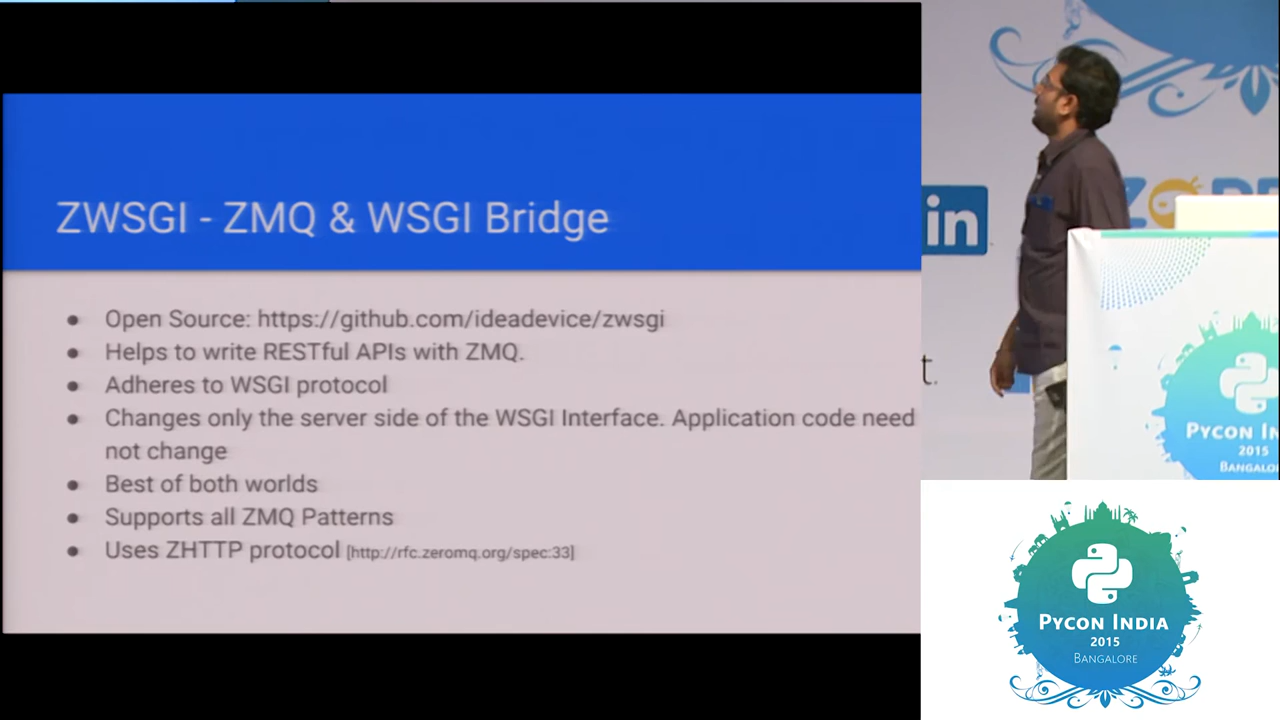 ZWSGI - ZMQ & WSGI Bridge
● Open Source: https://github.com/ideadevice/zwsgi
● Helps to write RESTful APIs with ZMQ.
● Adheres to WSGI protocol
● Changes only the server side of the WSGI Interface. Application code need
not change
● Best of both worlds
● Supports all ZMQ Patterns
● Uses ZHTTP protocol [http://rfc.zeromq.org/spec:33]
in
t.
PYCON IN
2015
BANGALO
PYCON INDIA
2015
BANGALORE